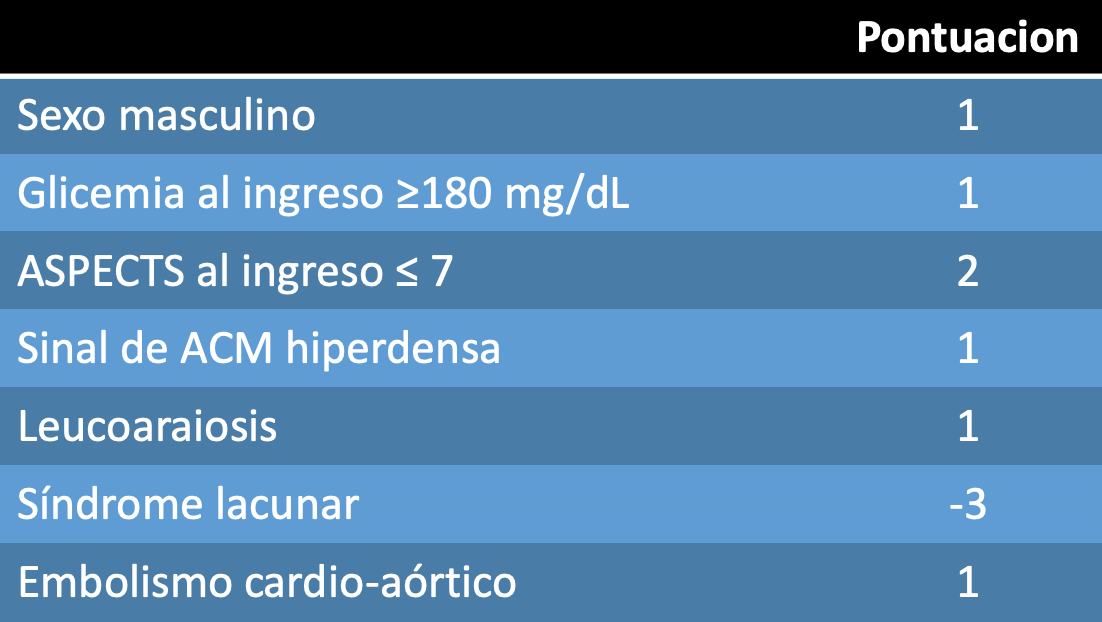 Pontuacion
Sexo masculino 1
Glicemia al ingreso ≥180 mg/dL 1
ASPECTS al ingreso ≤ 7 2
Sinal de ACM hiperdensa 1
Leucoaraiosis 1
Síndrome lacunar -3
Embolismo cardio-aórtico 1